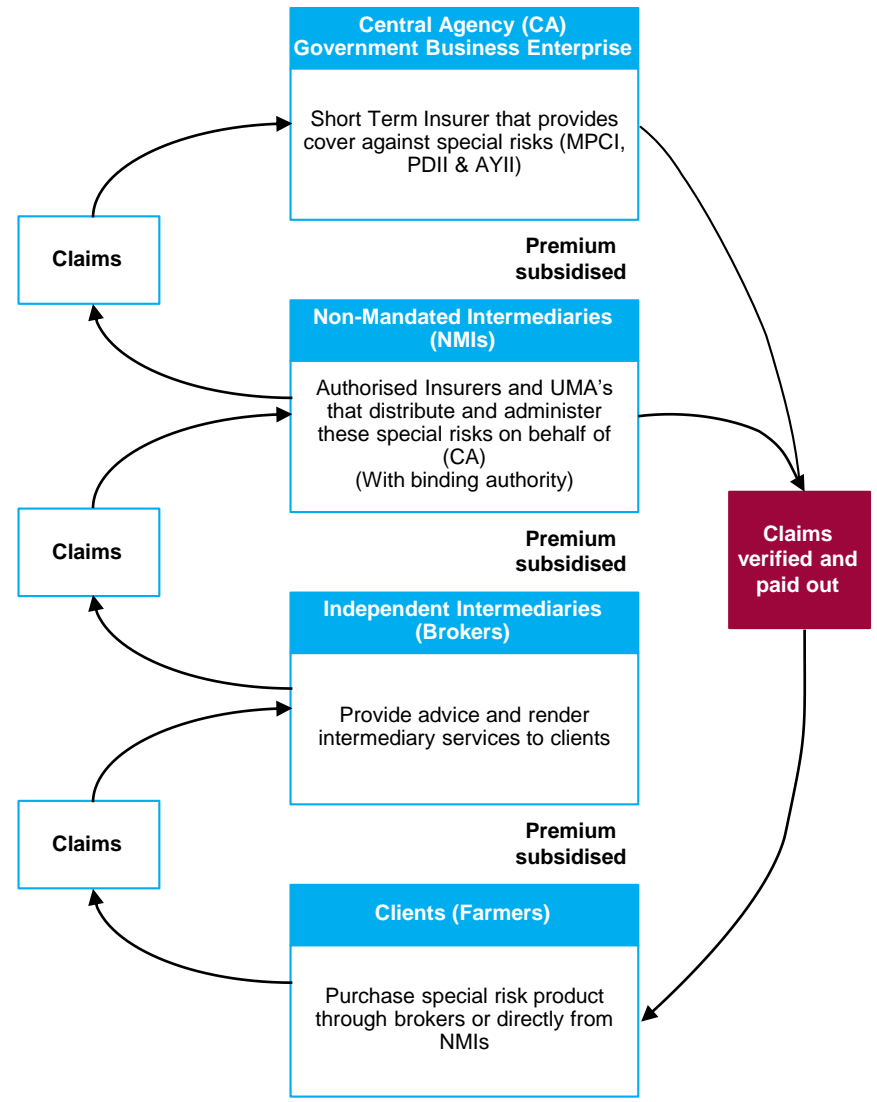 Central Agency (CA)
Government Business Enterprise
Short Term Insurer that provides
cover against special risks (MPCI,
PDII & AYII)
Claims
Premium
subsidised
Non-Mandated Intermediaries
(NMIs)
Authorised Insurers and UMA's
that distribute and administer
these special risks on behalf of
(CA)
(With binding authority)
Claims
verified and
paid out
Claims
Premium
subsidised
Independent Intermediaries
(Brokers)
Provide advice and render
intermediary services to clients
Claims
Premium
subsidised
Clients (Farmers)
Purchase special risk product
through brokers or directly from
NMIs